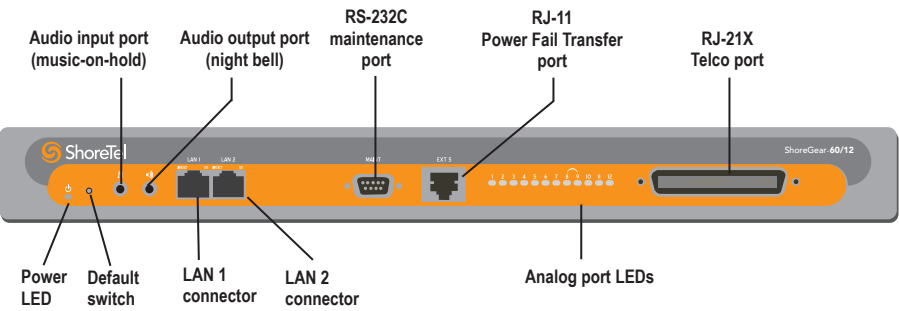 RS-232C
maintenance
port
RJ-11
Power Fail Transfer
port
Audio input port
(music-on-hold)
Audio output port
(night bell)
RJ-21X
Telco port
ShoreTel
ShoreGear-60/12
LAN 1 LAN 2
MAINT
EXT 5
1 2 3 4 5 6 7 8 9 10 11 12
Power
LED
Default
switch
LAN 1
connector
LAN 2
connector
Analog port LEDs